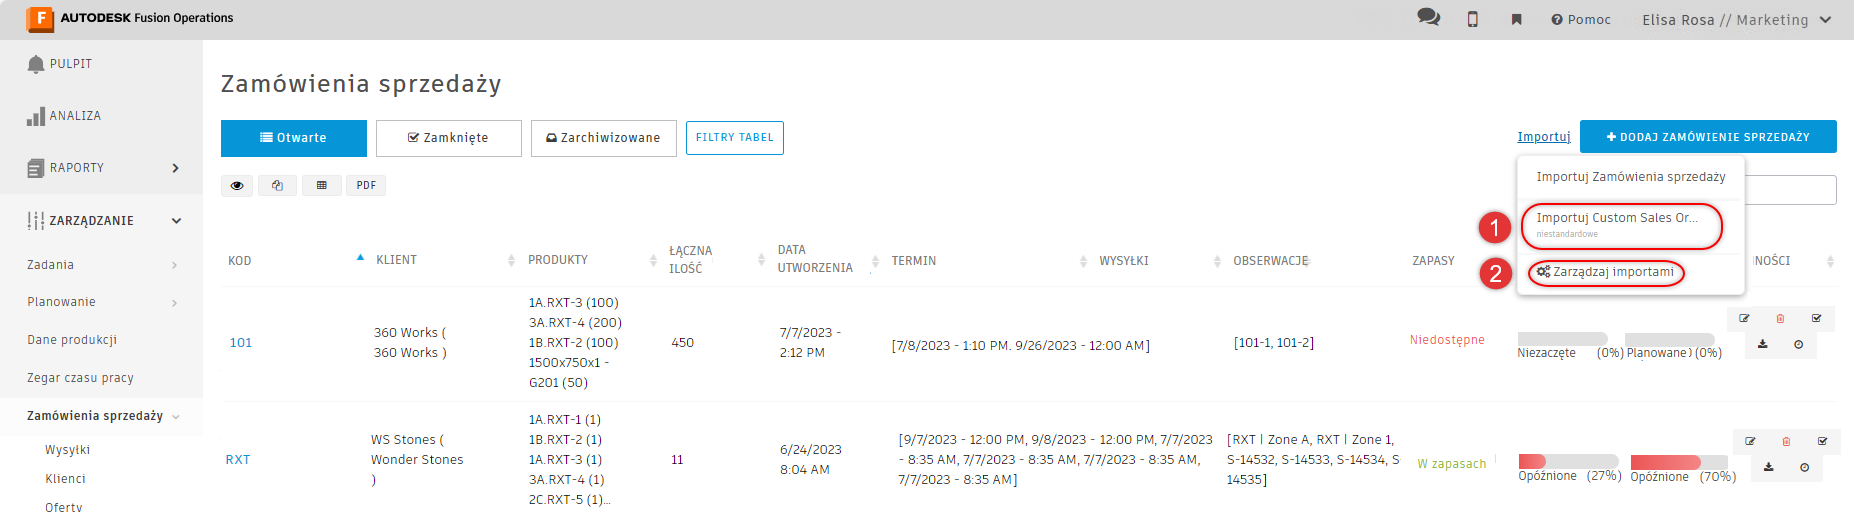 AUTODESK Fusion Operations
Pomoc
Elisa Rosa // Marketing
PULPIT
ANALIZA
RAPORTY
ZARZĄDZANIE
Zadania
Planowanie
Dane produkcji
Zegar czasu pracy
Zamówienia sprzedaży
Wysyłki
Klienci
Oferty
Zamówienia sprzedaży
Otwarte
Zamknięte
Zarchiwizowane
FILTRY TABEL
Importuj
+ DODAJ ZAMÓWIENIE SPRZEDAŻY
PDF
Importuj Zamówienia sprzedaży
1
Importuj Custom Sales Or...
niestandardowe
2
Zarządzaj importami
KOD
KLIENT
PRODUKTY
ŁĄCZNA
ILOŚĆ
DATA
UTWORZENIA
TERMIN
WYSYŁKI
OBSERWACJE
ZAPASY
NOŚCI
101
360 Works (
360 Works )
1A.RXT-3 (100)
3A.RXT-4 (200)
1B.RXT-2 (100)
1500x750x1 -
G201 (50)
450
7/7/2023 -
2:12 PM
[7/8/2023 - 1:10 PM. 9/26/2023 - 12:00 AM]
[101-1, 101-2]
Niedostępne
Niezaczęte (0%)
Planowane) (0%)
RXT
WS Stones (
Wonder Stones
)
1A.RXT-1 (1)
1B.RXT-2 (1)
1A.RXT-3 (1)
3A.RXT-4 (1)
2C.RXT-5 (1)...
11
6/24/2023
8:04 AM
[9/7/2023 - 12:00 PM, 9/8/2023 - 12:00 PM, 7/7/2023
- 8:35 AM, 7/7/2023 - 8:35 AM, 7/7/2023 - 8:35 AM,
7/7/2023 - 8:35 AM]
[RXT | Zone A, RXT | Zone 1,
S-14532, S-14533, S-14534, S-
14535]
W zapasach
Opóźnione (27%)
Opóźnione (70%)